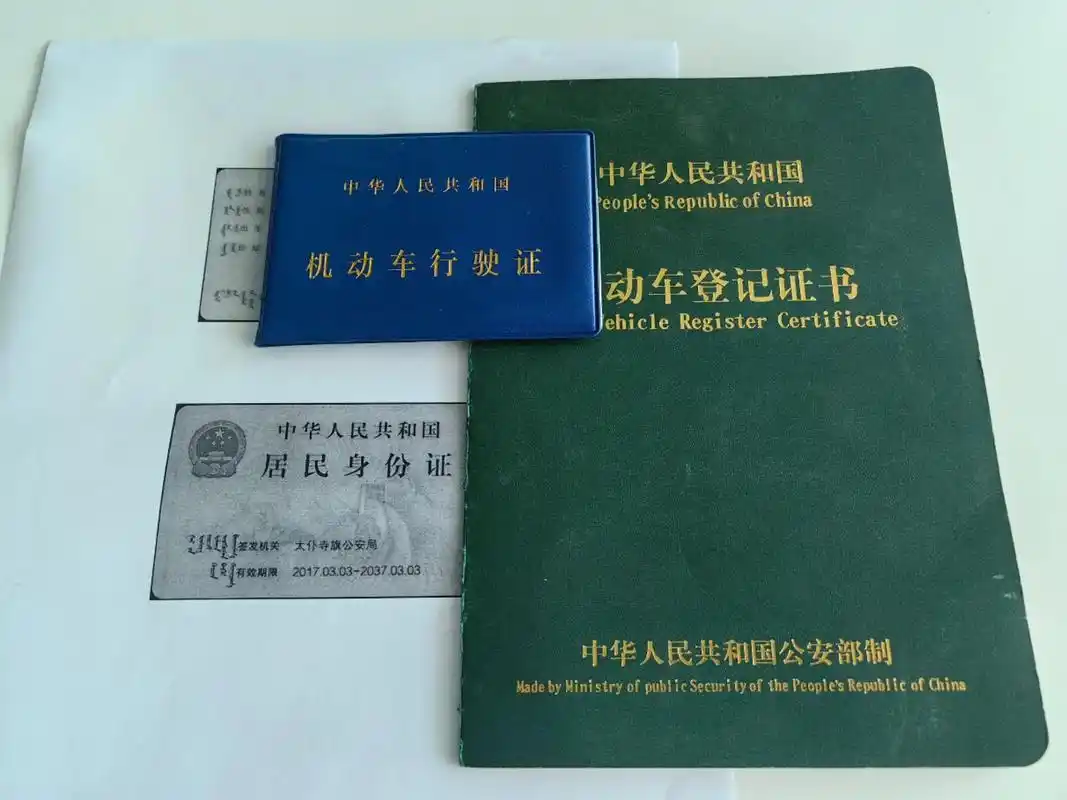 中华人民共和国
机动车行驶证
中华人民共和国
People's Republic of China
动车登记证书
Vehicle Register Certificate
中华人民共和国公安部制
Made by Ministry of public Security of the People's Republic of China
中华人民共和国
居民身份证
签发机关 太仆寺旗公安局
有效期限 2017.03.03-2037.03.03